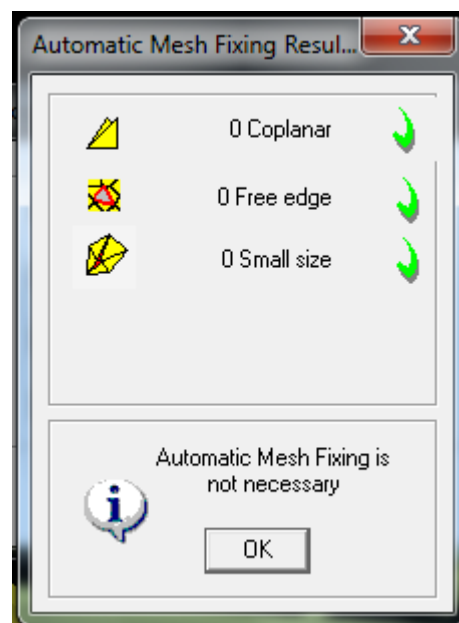 Automatic Mesh Fixing Resul...
0 Coplanar
0 Free edge
0 Small size
Automatic Mesh Fixing is
not necessary
OK